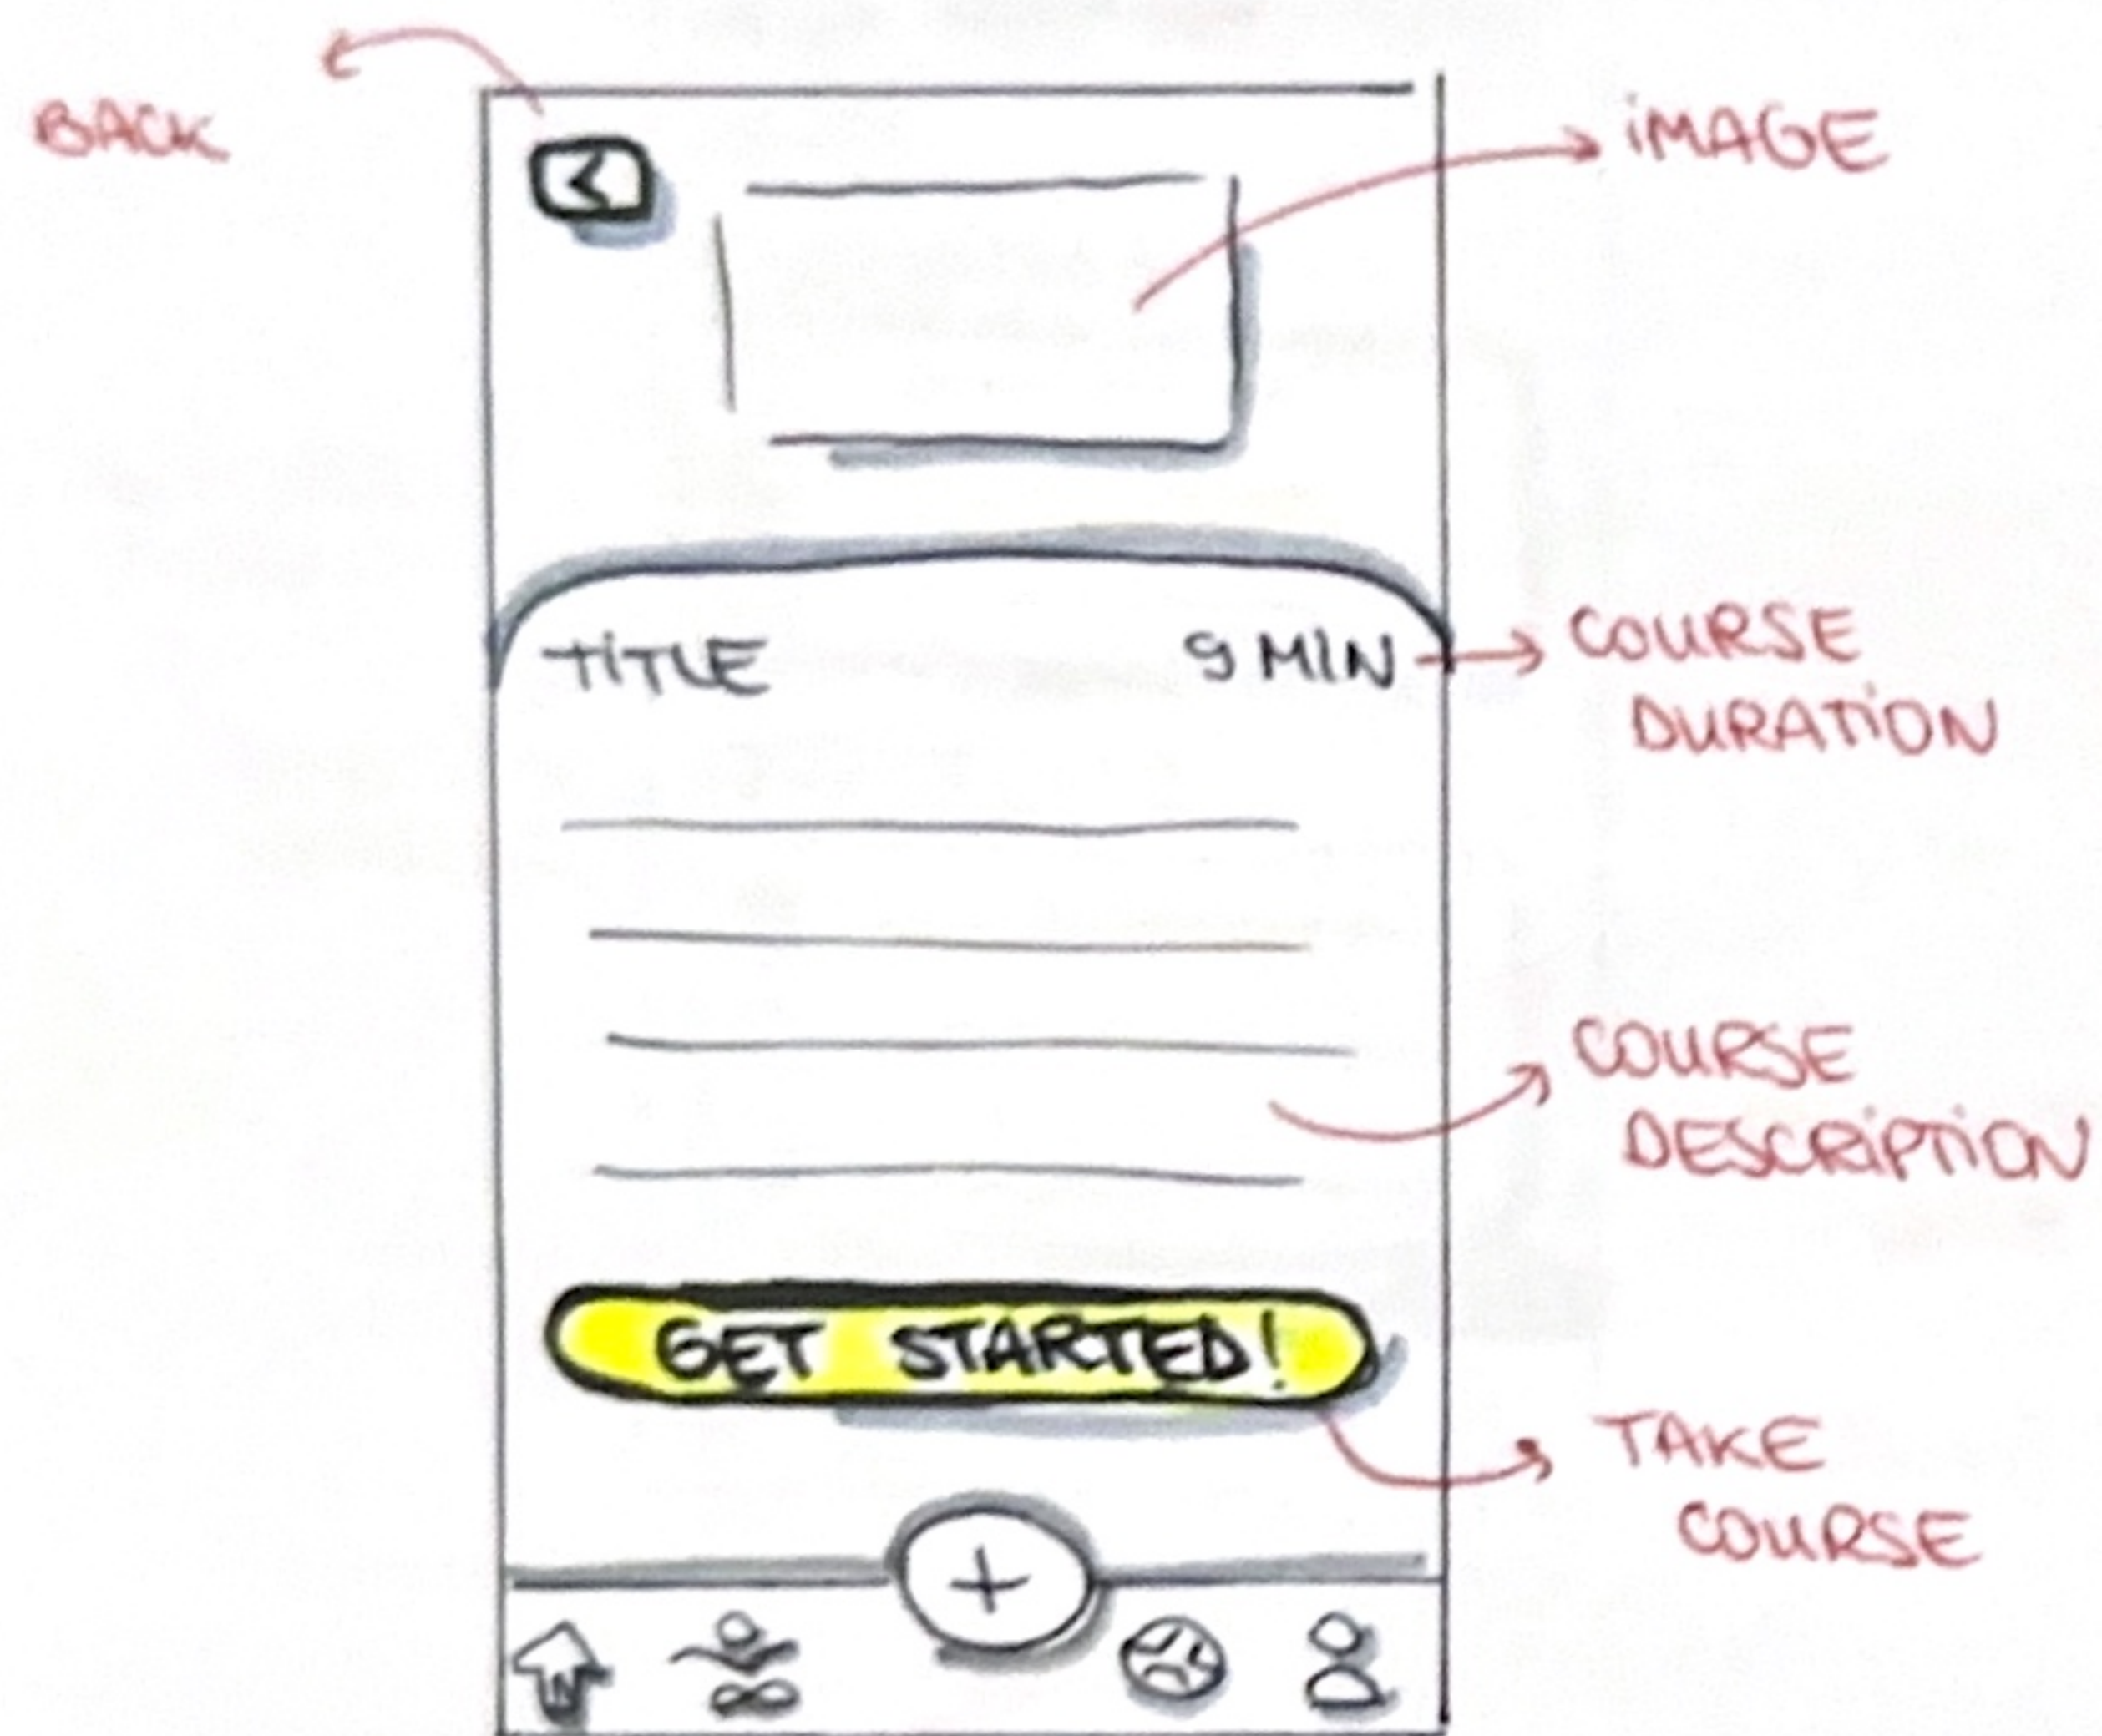 BACK
iMAGE
TiTLE
9 MIN
COURSE
DURATiON
COURSE
DESCRiPTiON
GET STARTED!
TAKE
COURSE
+